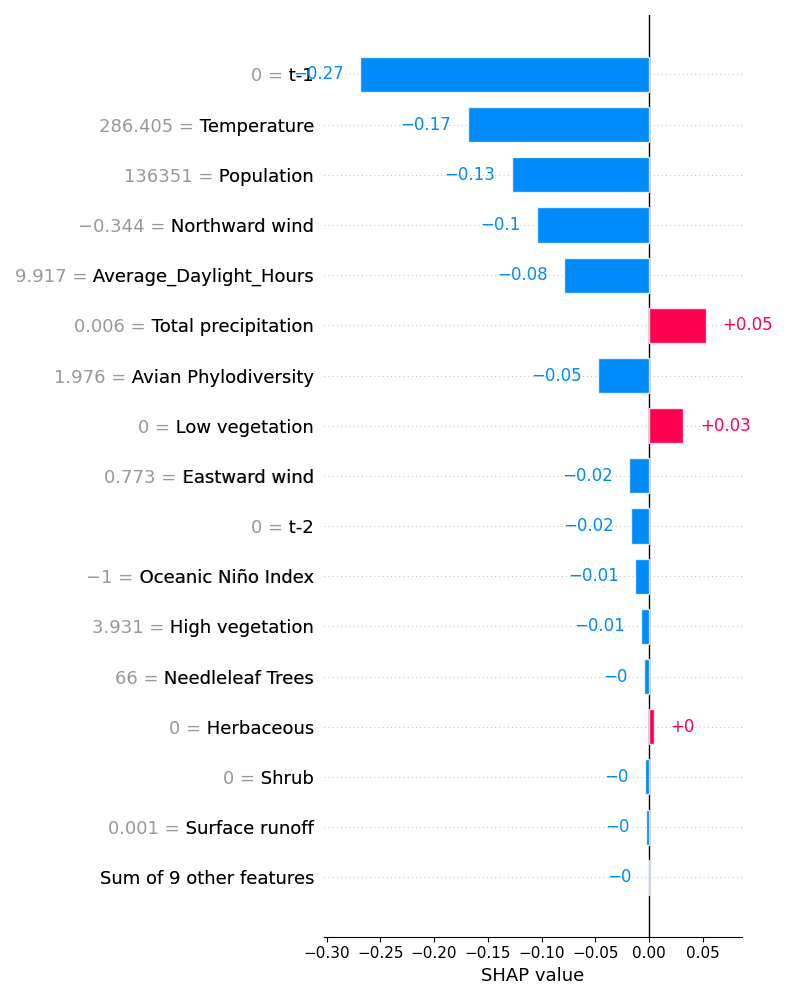 0 = t-1 −0.27
286.405 = Temperature −0.17
136351 = Population −0.13
−0.344 = Northward wind −0.1
9.917 = Average_Daylight_Hours −0.08
0.006 = Total precipitation +0.05
1.976 = Avian Phylodiversity −0.05
0 = Low vegetation +0.03
0.773 = Eastward wind −0.02
0 = t-2 −0.02
−1 = Oceanic Niño Index −0.01
3.931 = High vegetation −0.01
66 = Needleleaf Trees −0
0 = Herbaceous +0
0 = Shrub −0
0.001 = Surface runoff −0
Sum of 9 other features −0
−0.30 −0.25 −0.20 −0.15 −0.10 −0.05 0.00 0.05
SHAP value